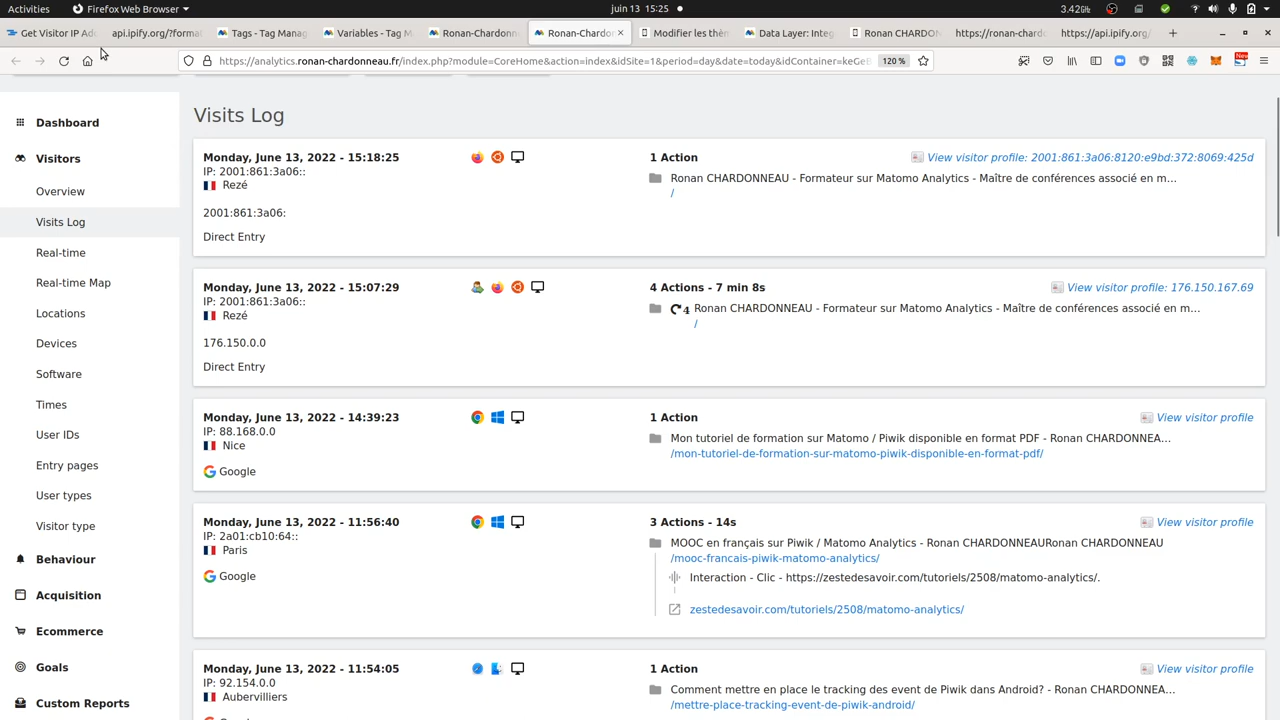 Activities
Firefox Web Browser
juin 13 15:25
3.42GB
Get Visitor IP Ad
api.ipify.org/?forma
Tags - Tag Manag
Variables - Tag M
Ronan-Chardonn
Ronan-Chardor
Modifier les thèn
Data Layer: Integ
Ronan CHARDON
https://ronan-chard
https://api.ipify.org/
https://analytics.ronan-chardonneau.fr/index.php?module=CoreHome&action=index&idSite=1&period=day&date=today&idContainer=keGeB
120 %
New
Dashboard
Visitors
Overview
Visits Log
Real-time
Real-time Map
Locations
Devices
Software
Times
User IDs
Entry pages
User types
Visitor type
Behaviour
Acquisition
Ecommerce
Goals
Custom Reports
Visits Log
Monday, June 13, 2022 - 15:18:25
IP: 2001:861:3a06::
Rezé
2001:861:3a06:
Direct Entry
1 Action
View visitor profile: 2001:861:3a06:8120:e9bd:372:8069:425d
Ronan CHARDONNEAU - Formateur sur Matomo Analytics - Maître de conférences associé en m...
/
Monday, June 13, 2022 - 15:07:29
IP: 2001:861:3a06::
Rezé
176.150.0.0
Direct Entry
4 Actions - 7 min 8s
View visitor profile: 176.150.167.69
4 Ronan CHARDONNEAU - Formateur sur Matomo Analytics - Maître de conférences associé en m...
/
Monday, June 13, 2022 - 14:39:23
IP: 88.168.0.0
Nice
Google
1 Action
View visitor profile
Mon tutoriel de formation sur Matomo / Piwik disponible en format PDF - Ronan CHARDONNEA...
/mon-tutoriel-de-formation-sur-matomo-piwik-disponible-en-format-pdf/
Monday, June 13, 2022 - 11:56:40
IP: 2a01:cb10:64::
Paris
Google
3 Actions - 14s
View visitor profile
MOOC en français sur Piwik / Matomo Analytics - Ronan CHARDONNEAURonan CHARDONNEAU
/mooc-francais-piwik-matomo-analytics/
Interaction - Clic - https://zestedesavoir.com/tutoriels/2508/matomo-analytics/.
zestedesavoir.com/tutoriels/2508/matomo-analytics/
Monday, June 13, 2022 - 11:54:05
IP: 92.154.0.0
Aubervilliers
1 Action
View visitor profile
Comment mettre en place le tracking des event de Piwik dans Android? - Ronan CHARDONNEA...
/mettre-place-tracking-event-de-piwik-android/